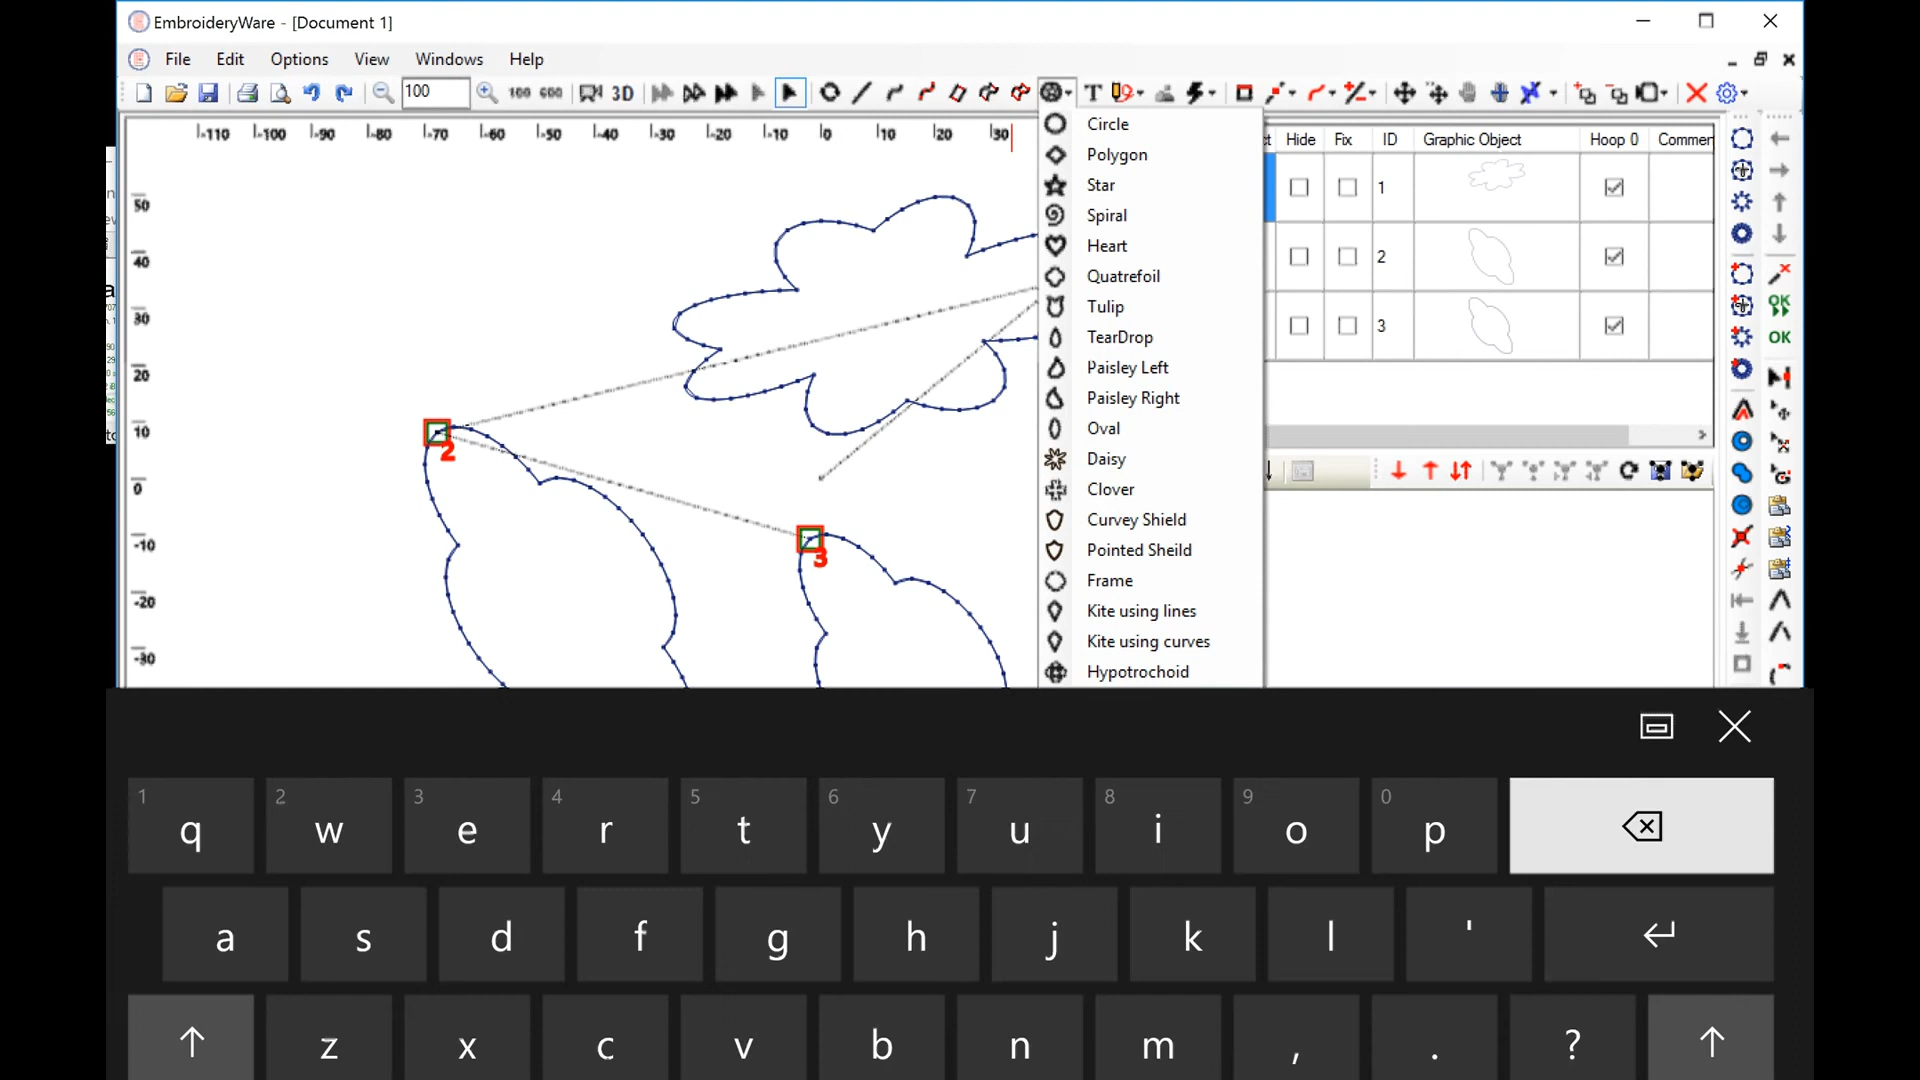 EmbroideryWare - [Document 1]
File Edit Options View Windows Help
100 100 600 3D T
-110 -100 -90 -80 -70 -60 -50 -40 -30 -20 -10 0 10 20 30
50
40
30
20
10
0
-10
-20
-30
2
3
Circle
Polygon
Star
Spiral
Heart
Quatrefoil
Tulip
TearDrop
Paisley Left
Paisley Right
Oval
Daisy
Clover
Curvey Shield
Pointed Sheild
Frame
Kite using lines
Kite using curves
Hypotrochoid
Hide Fix ID Graphic Object Hoop 0 Commen
1
2
3
OK
OK
1 2 3 4 5 6 7 8 9 0
q w e r t y u i o p
a s d f g h j k l '
z x c v b n m , . ?